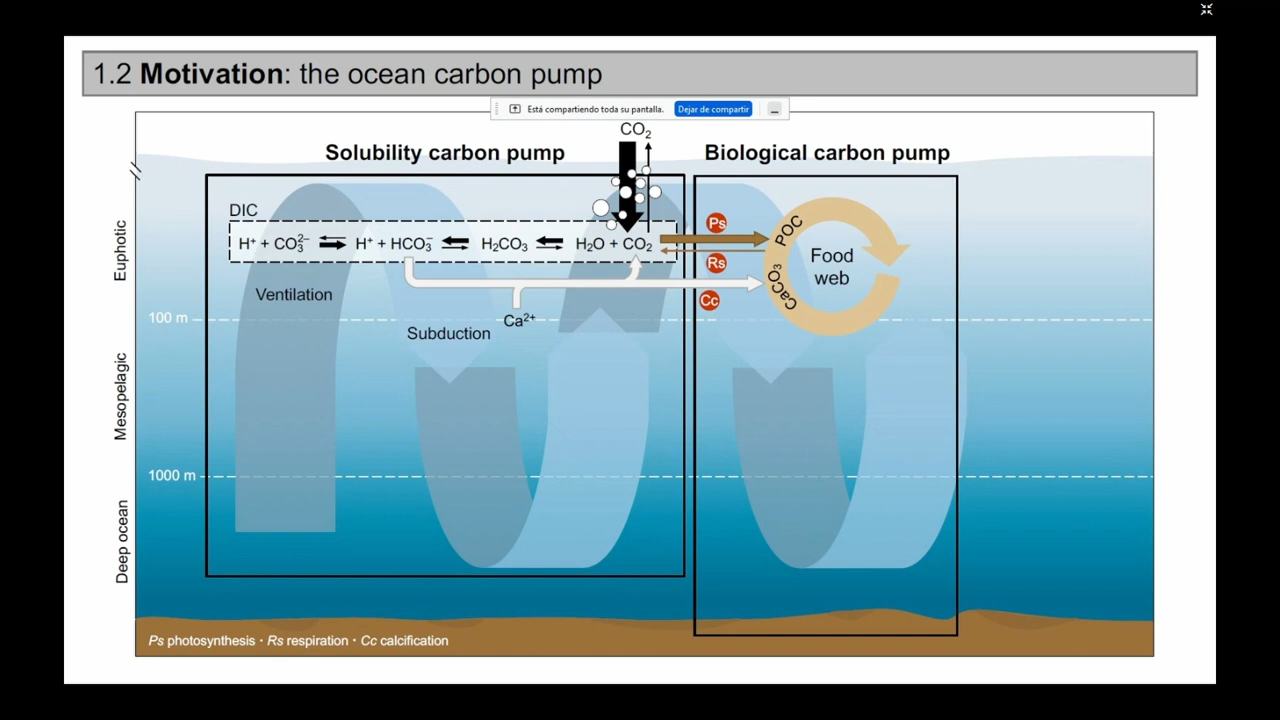 1.2 Motivation: the ocean carbon pump
Está compartiendo toda su pantalla. Dejar de compartir
CO₂
Solubility carbon pump
Biological carbon pump
DIC
H⁺ + CO₃²⁻ H⁺ + HCO₃⁻ H₂CO₃ H₂O + CO₂
Ps
Rs
Cc
POC
CaCO₃
Food
web
Euphotic
Ventilation
Ca²⁺
Subduction
100 m
Mesopelagic
1000 m
Deep ocean
Ps photosynthesis · Rs respiration · Cc calcification